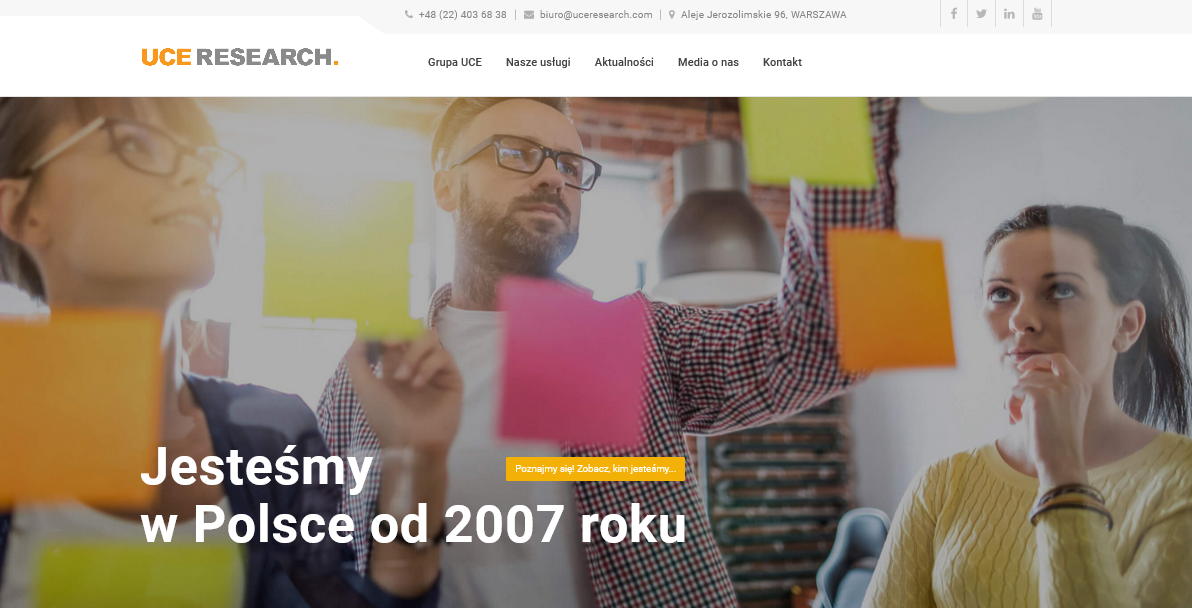 +48 (22) 403 68 38 | biuro@uceresearch.com | Aleje Jerozolimskie 96, WARSZAWA
UCE RESEARCH.
Grupa UCE Nasze usługi Aktualności Media o nas Kontakt
Jesteśmy
Poznajmy się! Zobacz, kim jesteśmy...
w Polsce od 2007 roku